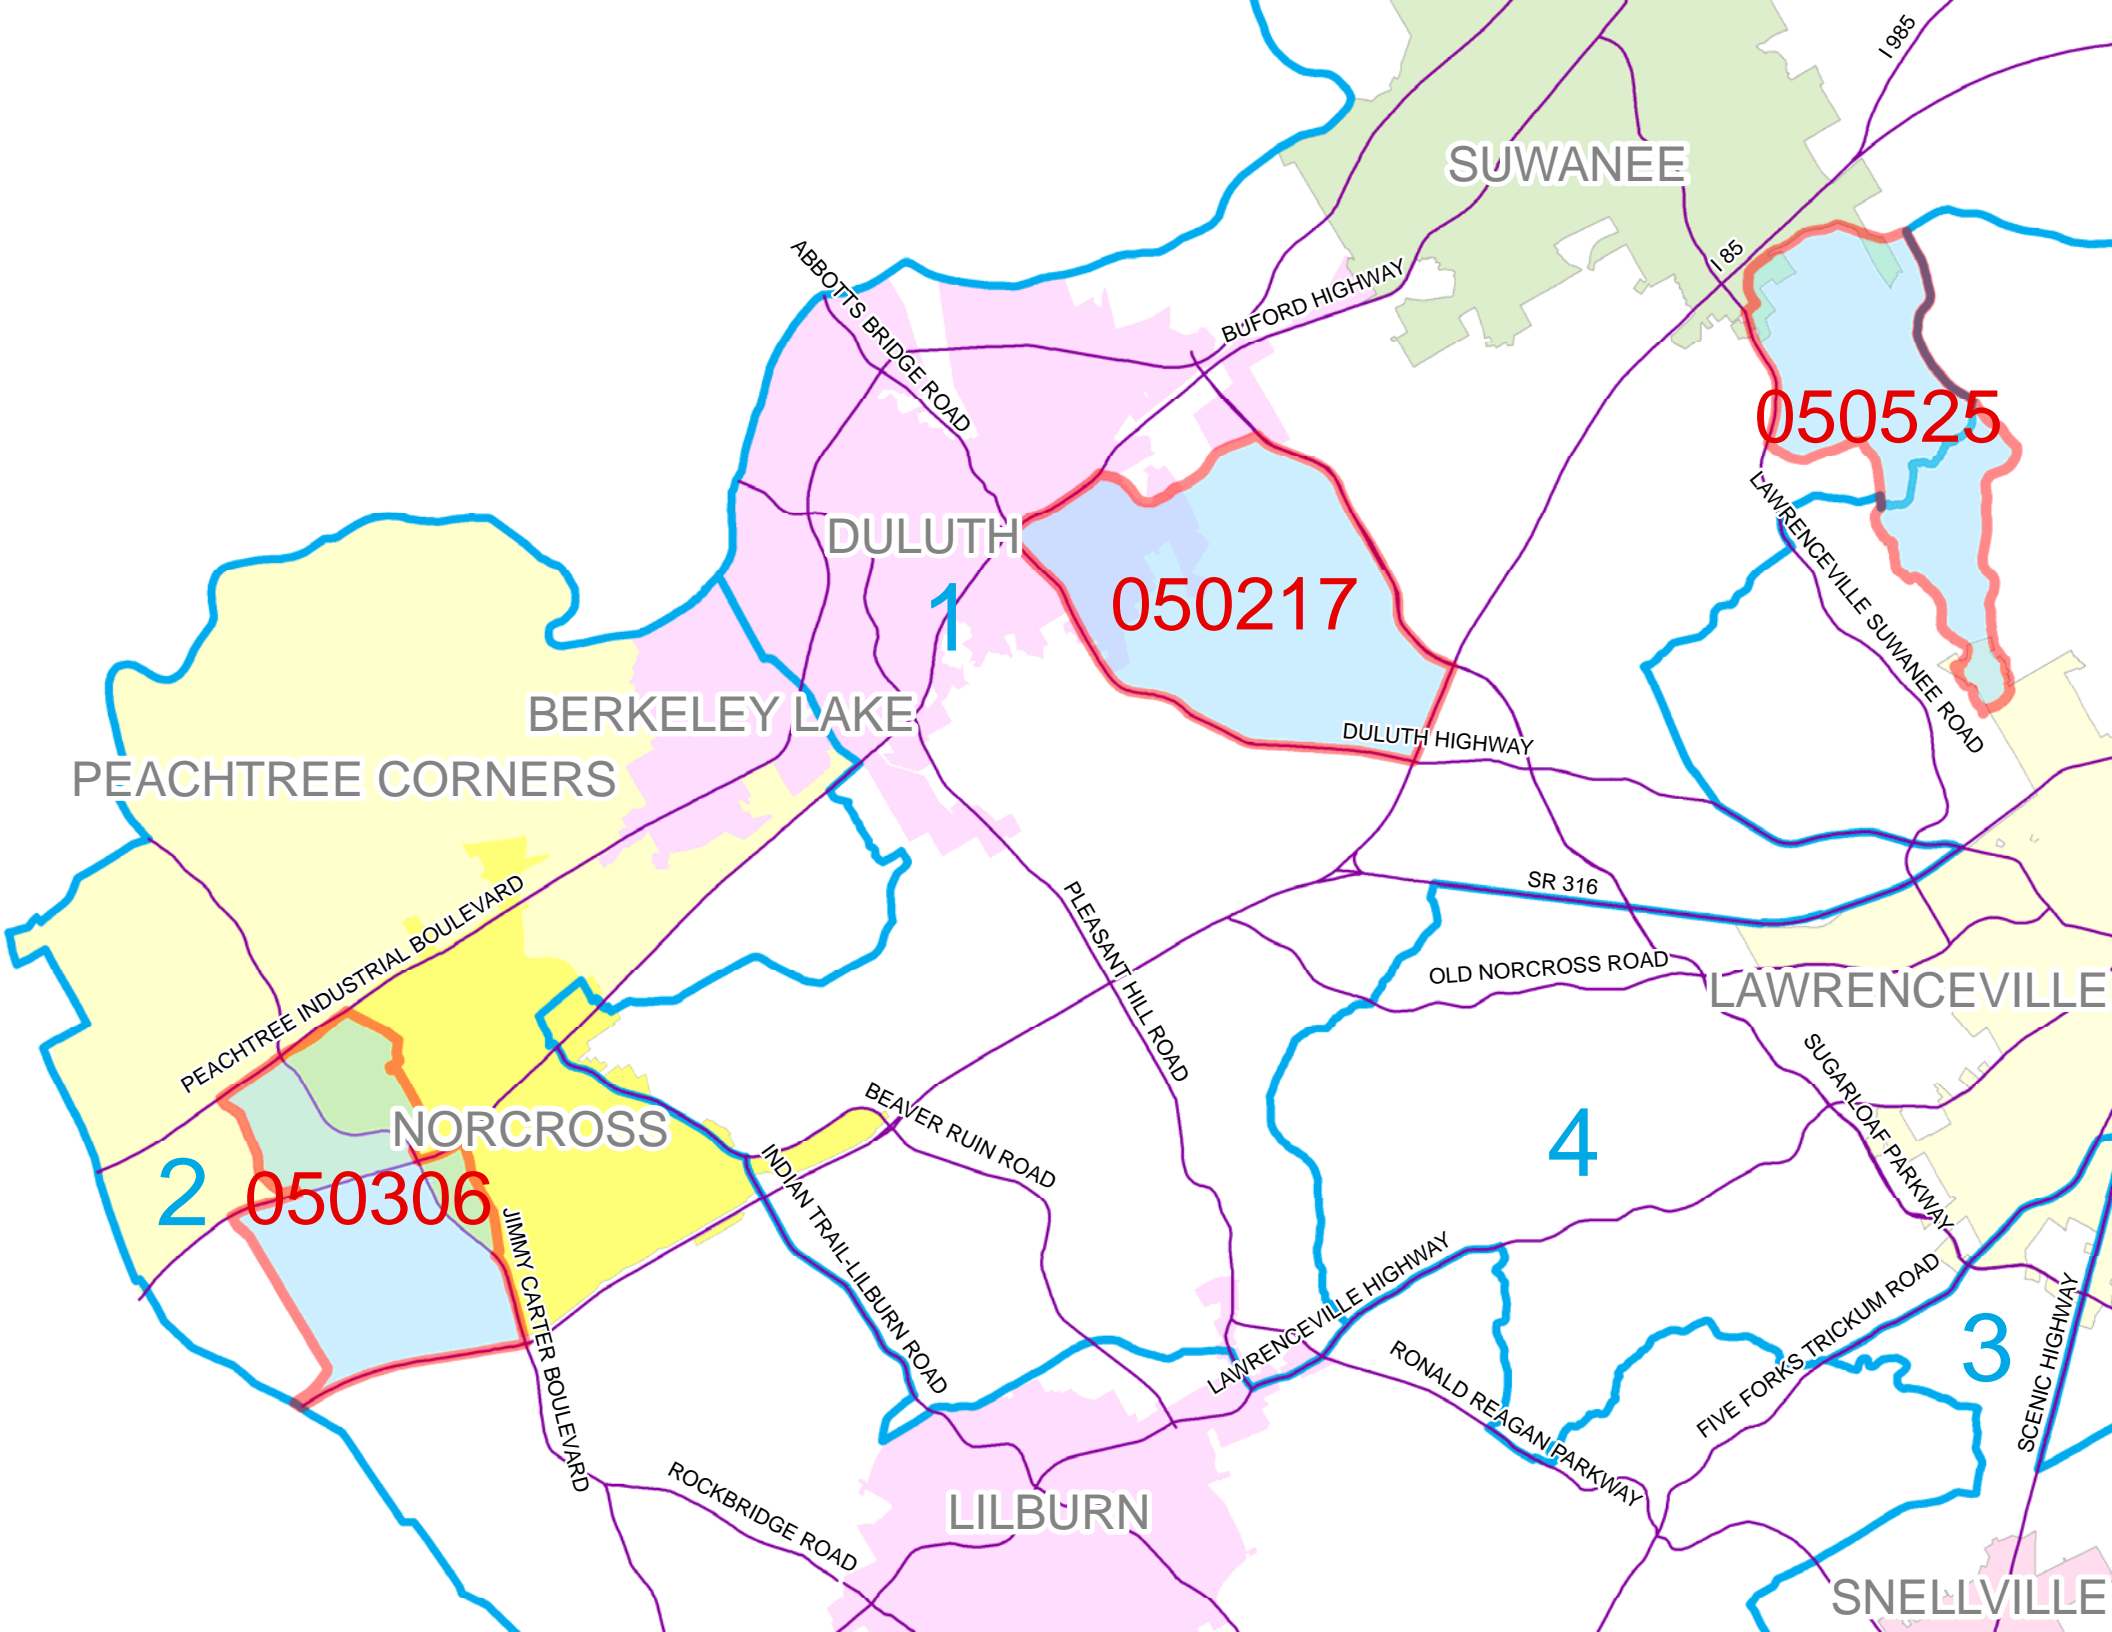 I 985
SUWANEE
I 85
ABBOTTS BRIDGE ROAD
BUFORD HIGHWAY
050525
LAWRENCEVILLE SUWANEE ROAD
DULUTH
1
050217
BERKELEY LAKE
DULUTH HIGHWAY
PEACHTREE CORNERS
PEACHTREE INDUSTRIAL BOULEVARD
PLEASANT HILL ROAD
SR 316
OLD NORCROSS ROAD
LAWRENCEVILLE
SUGARLOAF PARKWAY
NORCROSS
BEAVER RUIN ROAD
4
2
050306
INDIAN TRAIL-LILBURN ROAD
JIMMY CARTER BOULEVARD
LAWRENCEVILLE HIGHWAY
RONALD REAGAN PARKWAY
FIVE FORKS TRICKUM ROAD
3
SCENIC HIGHWAY
ROCKBRIDGE ROAD
LILBURN
SNELLVILLE